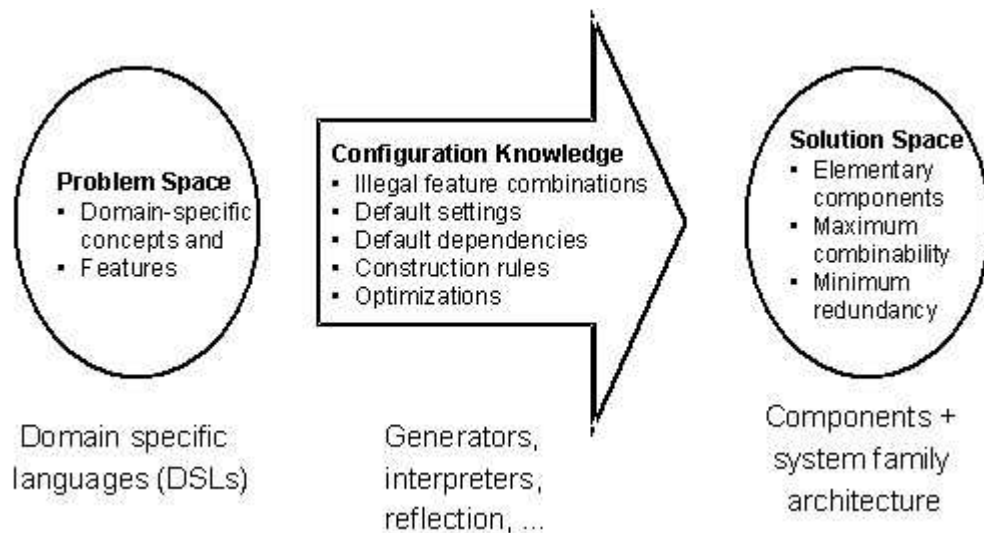 Problem Space
▪ Domain-specific
concepts and
▪ Features
Domain specific
languages (DSLs)
Configuration Knowledge
▪ Illegal feature combinations
▪ Default settings
▪ Default dependencies
▪ Construction rules
▪ Optimizations
Generators,
interpreters,
reflection, ...
Solution Space
▪ Elementary
components
▪ Maximum
combinability
▪ Minimum
redundancy
Components +
system family
architecture